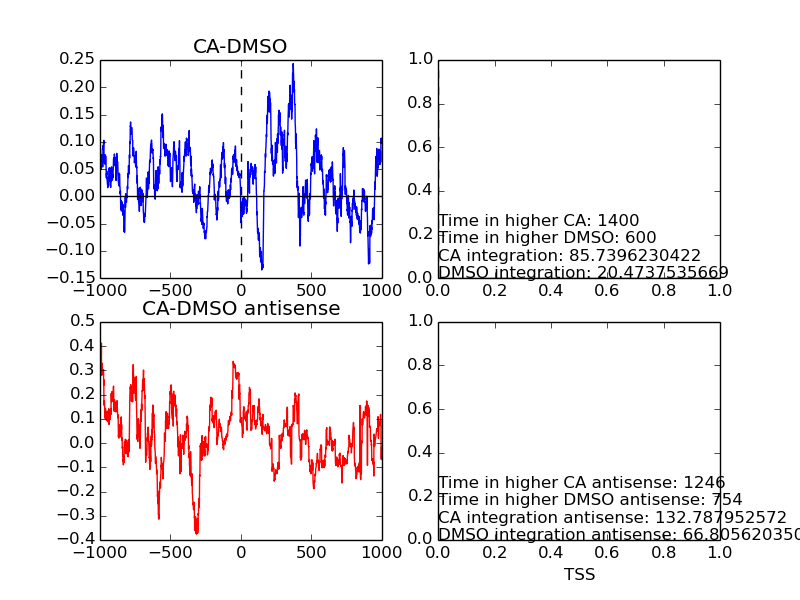 CA-DMSO
0.25
0.20
0.15
0.10
0.05
0.00
−0.05
−0.10
−0.15
−1000 −500 0 500 1000
1.0
0.8
0.6
0.4
0.2
0.0
Time in higher CA: 1400
Time in higher DMSO: 600
CA integration: 85.7396230422
DMSO integration: 20.4737535669
0.0 0.2 0.4 0.6 0.8 1.0
CA-DMSO antisense
0.5
0.4
0.3
0.2
0.1
0.0
−0.1
−0.2
−0.3
−0.4
−1000 −500 0 500 1000
1.0
0.8
0.6
0.4
0.2
0.0
Time in higher CA antisense: 1246
Time in higher DMSO antisense: 754
CA integration antisense: 132.787952572
DMSO integration antisense: 66.805620350
0.0 0.2 0.4 0.6 0.8 1.0
TSS